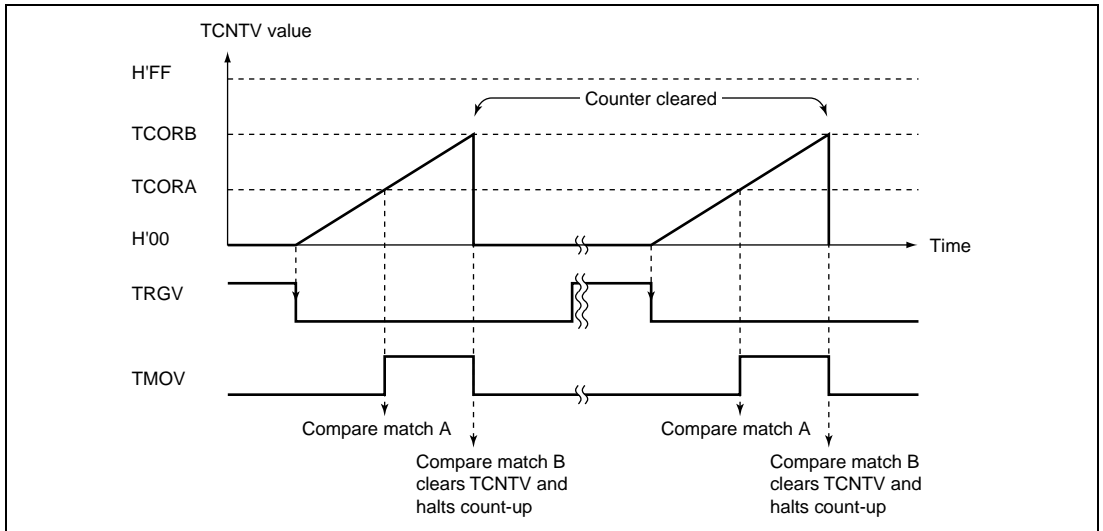 TCNTV value
H'FF
Counter cleared
TCORB
TCORA
H'00
Time
TRGV
TMOV
Compare match A
Compare match A
Compare match B
clears TCNTV and
halts count-up
Compare match B
clears TCNTV and
halts count-up